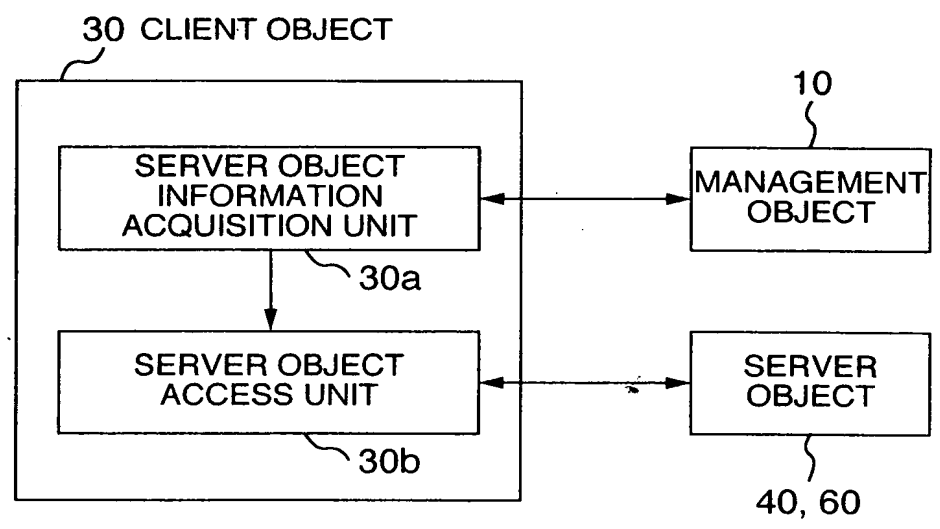 30 CLIENT OBJECT
10
SERVER OBJECT
INFORMATION
ACQUISITION UNIT
MANAGEMENT
OBJECT
30a
SERVER OBJECT
ACCESS UNIT
SERVER
OBJECT
30b
40, 60